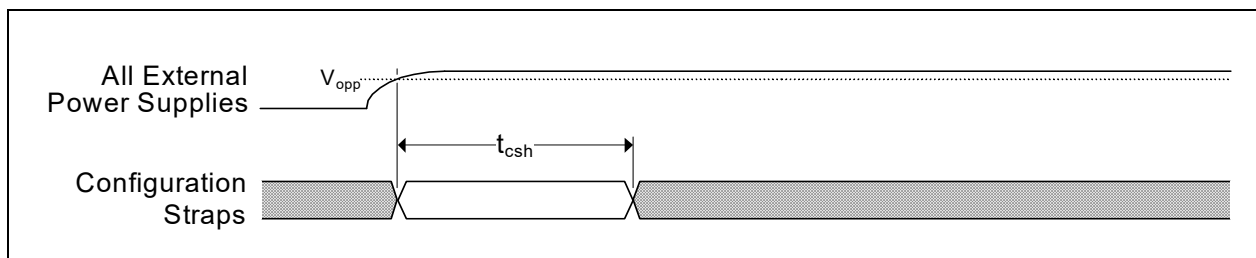 All External
Power Supplies
Vopp
tcsh
Configuration
Straps